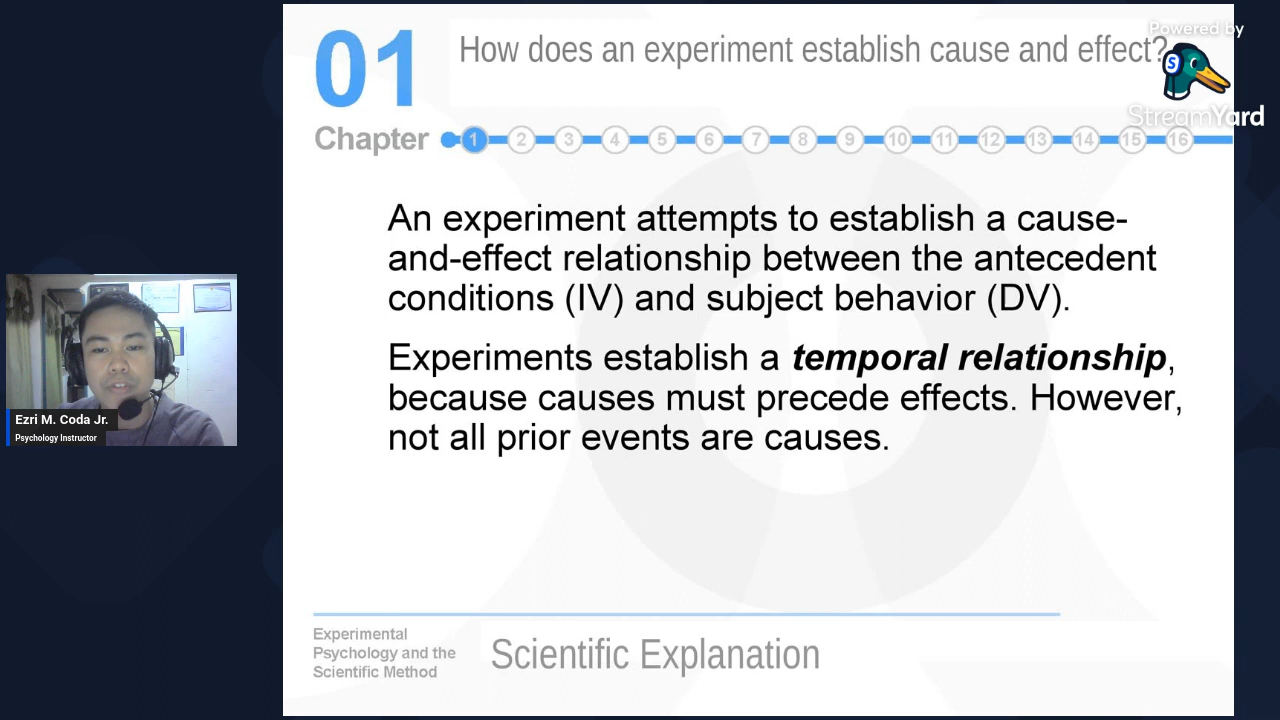 01
How does an experiment establish cause and effect?
Powered by
S
StreamYard
Chapter
1 2 3 4 5 6 7 8 9 10 11 12 13 14 15 16
An experiment attempts to establish a cause-
and-effect relationship between the antecedent
conditions (IV) and subject behavior (DV).
Experiments establish a temporal relationship,
because causes must precede effects. However,
not all prior events are causes.
Ezri M. Coda Jr.
Psychology Instructor
Experimental
Psychology and the
Scientific Method
Scientific Explanation